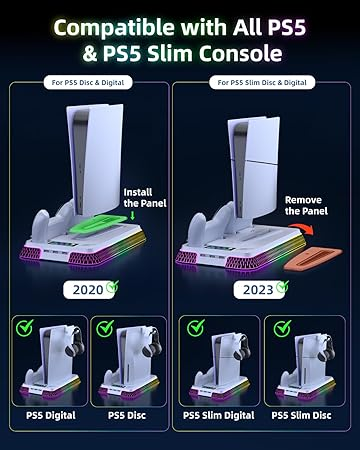 Compatible with All PS5
& PS5 Slim Console
For PS5 Disc & Digital
For PS5 Slim Disc & Digital
Install
the Panel
Remove
the Panel
2020
2023
PS5 Digital
PS5 Disc
PS5 Slim Digital
PS5 Slim Disc